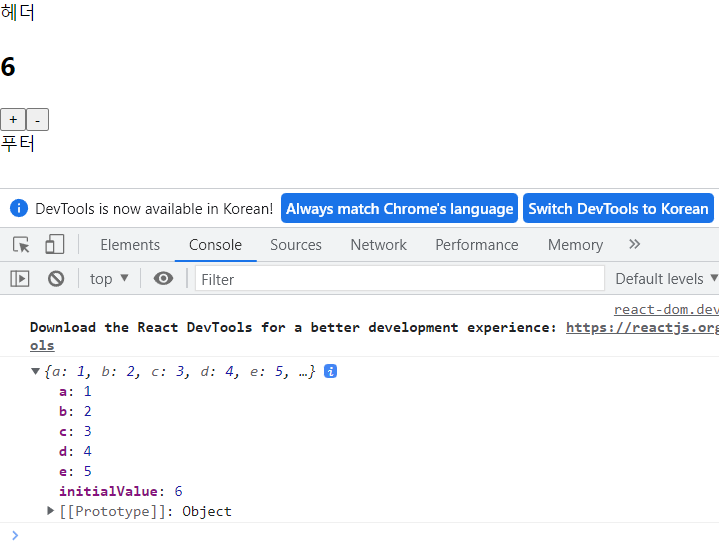 헤더
6
+ -
푸터
DevTools is now available in Korean! Always match Chrome's language Switch DevTools to Korean
Elements Console Sources Network Performance Memory »
top ▼ Filter Default levels ▼
react-dom.dev
Download the React DevTools for a better development experience: https://reactjs.org
ols
▼ {a: 1, b: 2, c: 3, d: 4, e: 5, …} i
a: 1
b: 2
c: 3
d: 4
e: 5
initialValue: 6
▶ [[Prototype]]: Object
>